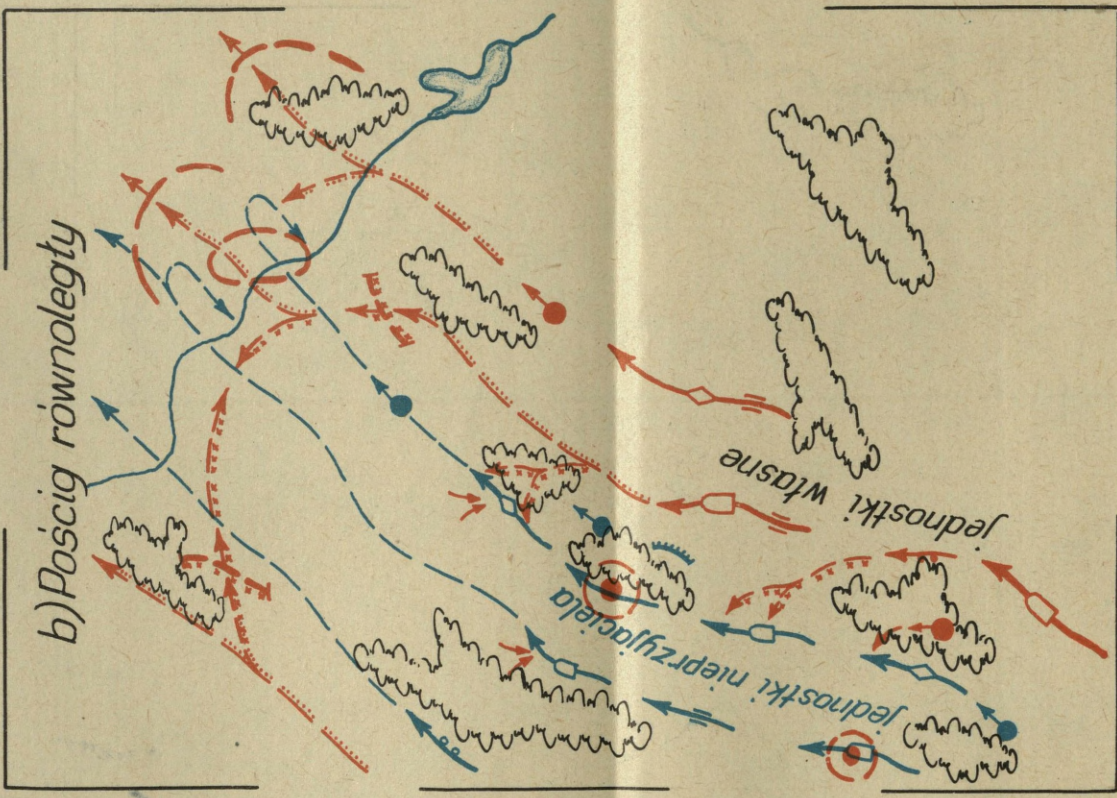 b) Pościg równoległy
jednostki własne
jednostki nieprzyjaciela